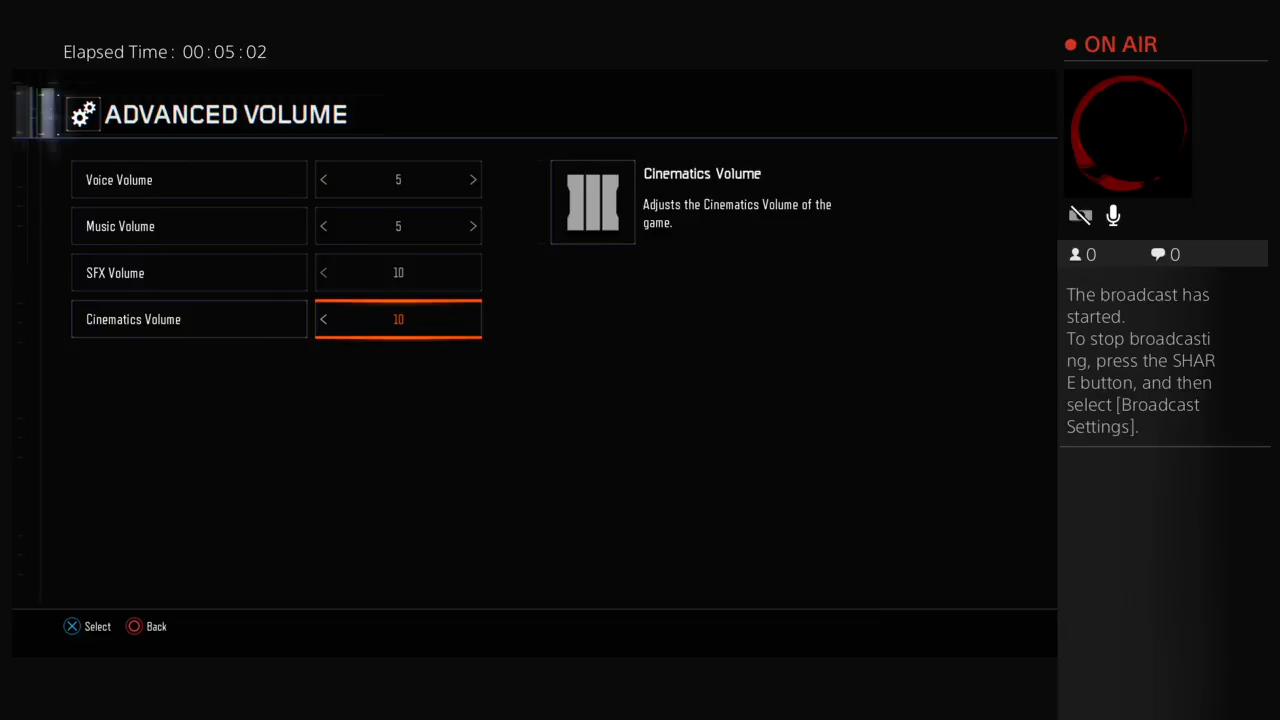 Elapsed Time: 00:05:02
ON AIR
ADVANCED VOLUME
Voice Volume < 5 >
Music Volume < 5 >
SFX Volume < 10
Cinematics Volume < 10
Cinematics Volume
Adjusts the Cinematics Volume of the
game.
0 0
The broadcast has
started.
To stop broadcasti
ng, press the SHAR
E button, and then
select [Broadcast
Settings].
Select Back